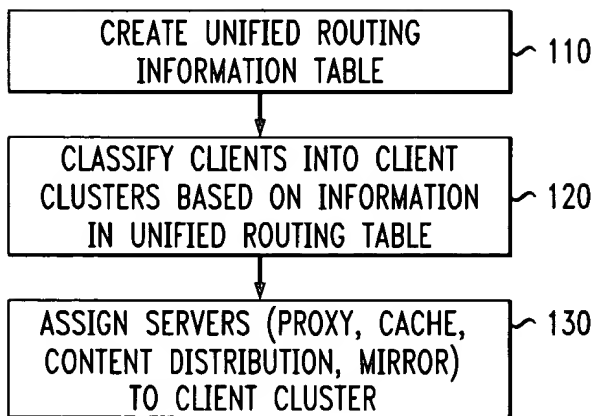 CREATE UNIFIED ROUTING
INFORMATION TABLE
110
CLASSIFY CLIENTS INTO CLIENT
CLUSTERS BASED ON INFORMATION
IN UNIFIED ROUTING TABLE
120
ASSIGN SERVERS (PROXY, CACHE,
CONTENT DISTRIBUTION, MIRROR)
TO CLIENT CLUSTER
130